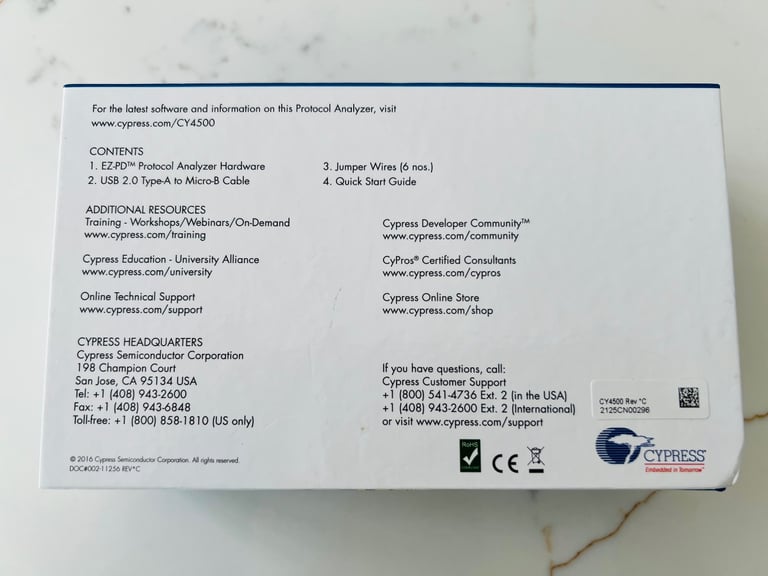 For the latest software and information on this Protocol Analyzer, visit
www.cypress.com/CY4500
CONTENTS
1. EZ-PD™ Protocol Analyzer Hardware
2. USB 2.0 Type-A to Micro-B Cable
3. Jumper Wires (6 nos.)
4. Quick Start Guide
ADDITIONAL RESOURCES
Training - Workshops/Webinars/On-Demand
www.cypress.com/training
Cypress Developer Community™
www.cypress.com/community
Cypress Education - University Alliance
www.cypress.com/university
CyPros® Certified Consultants
www.cypress.com/cypros
Online Technical Support
www.cypress.com/support
Cypress Online Store
www.cypress.com/shop
CYPRESS HEADQUARTERS
Cypress Semiconductor Corporation
198 Champion Court
San Jose, CA 95134 USA
Tel: +1 (408) 943-2600
Fax: +1 (408) 943-6848
Toll-free: +1 (800) 858-1810 (US only)
If you have questions, call:
Cypress Customer Support
+1 (800) 541-4736 Ext. 2 (in the USA)
+1 (408) 943-2600 Ext. 2 (International)
or visit www.cypress.com/support
CY4500 Rev *C
2125CN00296
RoHS
CE
CYPRESS
Embedded in Tomorrow™
© 2016 Cypress Semiconductor Corporation. All rights reserved.
DOC#002-11256 REV*C